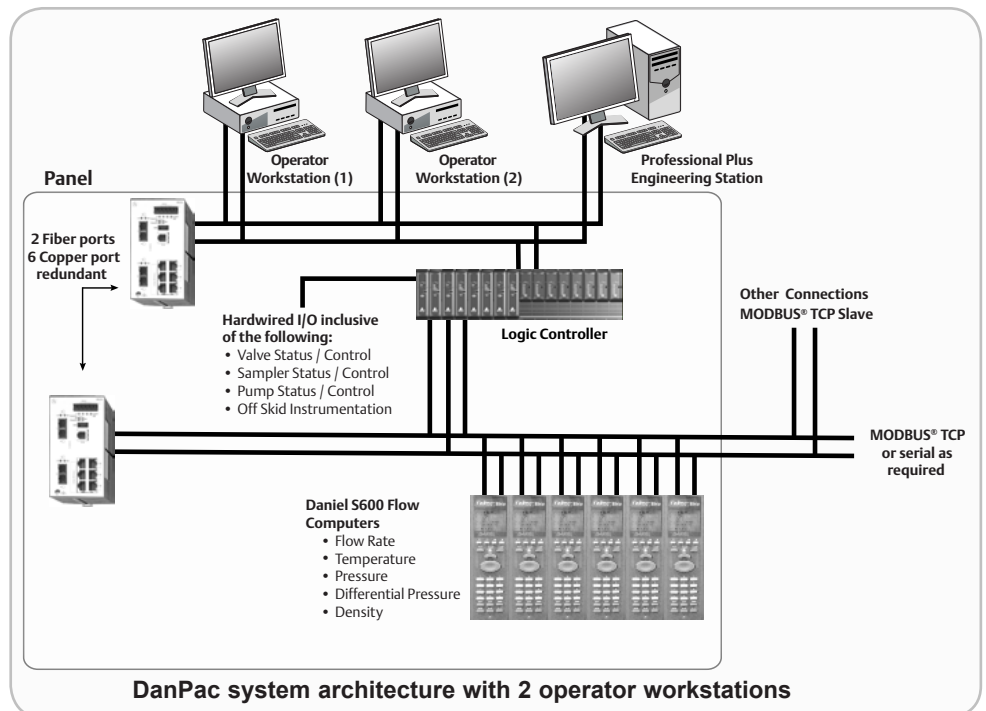 Operator
Workstation (1)
Operator
Workstation (2)
Professional Plus
Engineering Station
Panel
2 Fiber ports
6 Copper port
redundant
Hardwired I/O inclusive
of the following:
• Valve Status / Control
• Sampler Status / Control
• Pump Status / Control
• Off Skid Instrumentation
Logic Controller
Other Connections
MODBUS® TCP Slave
MODBUS® TCP
or serial as
required
Daniel S600 Flow
Computers
• Flow Rate
• Temperature
• Pressure
• Differential Pressure
• Density
DanPac system architecture with 2 operator workstations